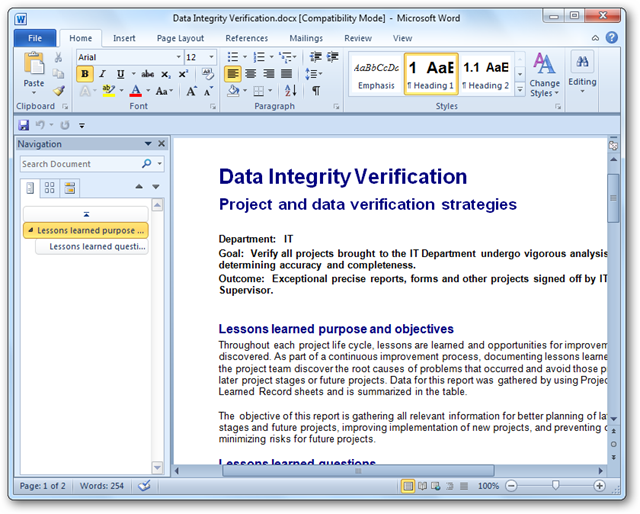 Data Integrity Verification.docx [Compatibility Mode] - Microsoft Word
File Home Insert Page Layout References Mailings Review View
Paste
Arial 12
B I U abc x₂ x²
Aa A A
AaBbCcDc 1 AaB 1.1 AaB
Emphasis ¶ Heading 1 ¶ Heading 2
Change Styles
Editing
Clipboard Font Paragraph Styles
Navigation
Search Document
Lessons learned purpose ...
Lessons learned questi...
Data Integrity Verification
Project and data verification strategies
Department: IT
Goal: Verify all projects brought to the IT Department undergo vigorous analysis
determining accuracy and completeness.
Outcome: Exceptional precise reports, forms and other projects signed off by IT
Supervisor.
Lessons learned purpose and objectives
Throughout each project life cycle, lessons are learned and opportunities for improvem
discovered. As part of a continuous improvement process, documenting lessons learne
the project team discover the root causes of problems that occurred and avoid those p
later project stages or future projects. Data for this report was gathered by using Projec
Learned Record sheets and is summarized in the table.
The objective of this report is gathering all relevant information for better planning of la
stages and future projects, improving implementation of new projects, and preventing o
minimizing risks for future projects.
Lessons learned questions
Page: 1 of 2 Words: 254 100%